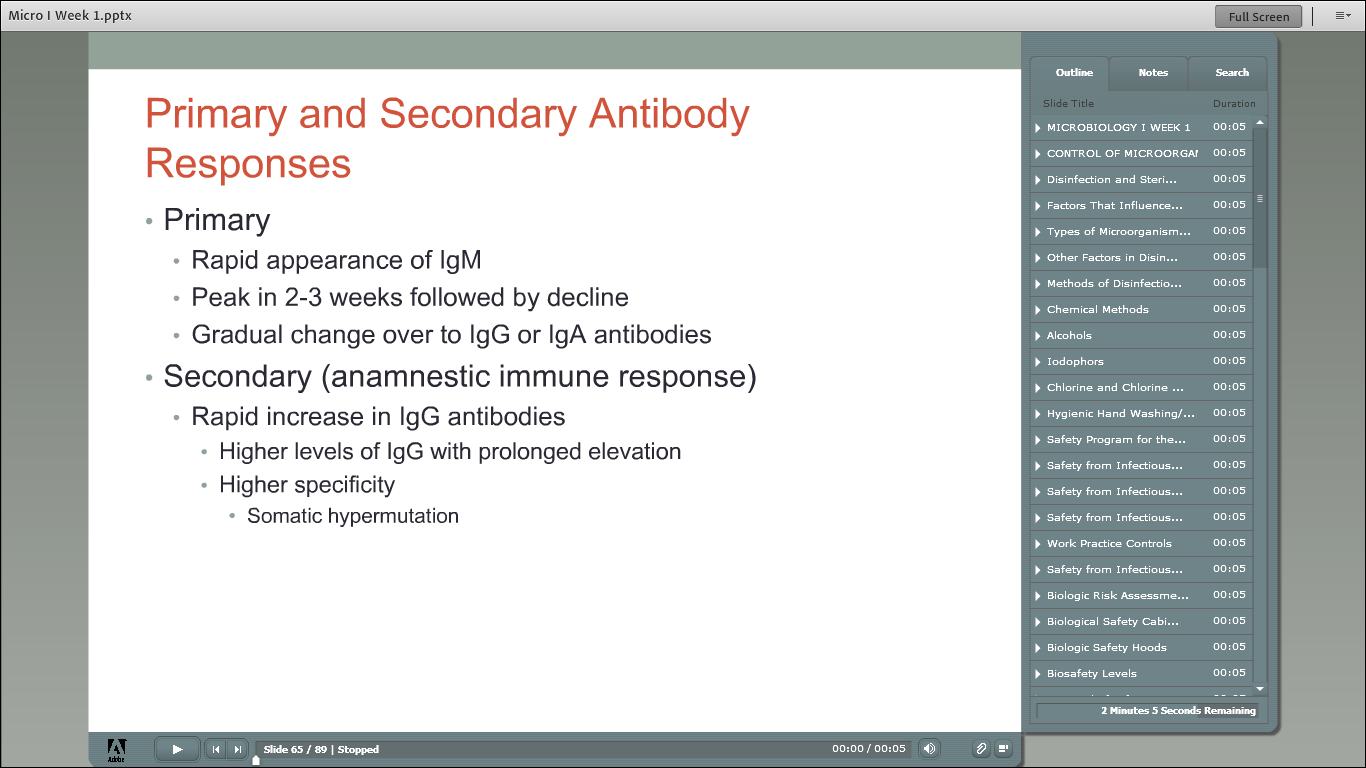 Micro I Week 1.pptx
Full Screen
Primary and Secondary Antibody
Responses
• Primary
• Rapid appearance of IgM
• Peak in 2-3 weeks followed by decline
• Gradual change over to IgG or IgA antibodies
• Secondary (anamnestic immune response)
• Rapid increase in IgG antibodies
• Higher levels of IgG with prolonged elevation
• Higher specificity
• Somatic hypermutation
Outline Notes Search
Slide Title Duration
MICROBIOLOGY I WEEK 1 00:05
CONTROL OF MICROORGAN 00:05
Disinfection and Steri... 00:05
Factors That Influence... 00:05
Types of Microorganism... 00:05
Other Factors in Disin... 00:05
Methods of Disinfectio... 00:05
Chemical Methods 00:05
Alcohols 00:05
Iodophors 00:05
Chlorine and Chlorine ... 00:05
Hygienic Hand Washing/... 00:05
Safety Program for the... 00:05
Safety from Infectious... 00:05
Safety from Infectious... 00:05
Safety from Infectious... 00:05
Work Practice Controls 00:05
Safety from Infectious... 00:05
Biologic Risk Assessme... 00:05
Biological Safety Cabi... 00:05
Biologic Safety Hoods 00:05
Biosafety Levels 00:05
2 Minutes 5 Seconds Remaining
Adobe
Slide 65 / 89 | Stopped
00:00 / 00:05